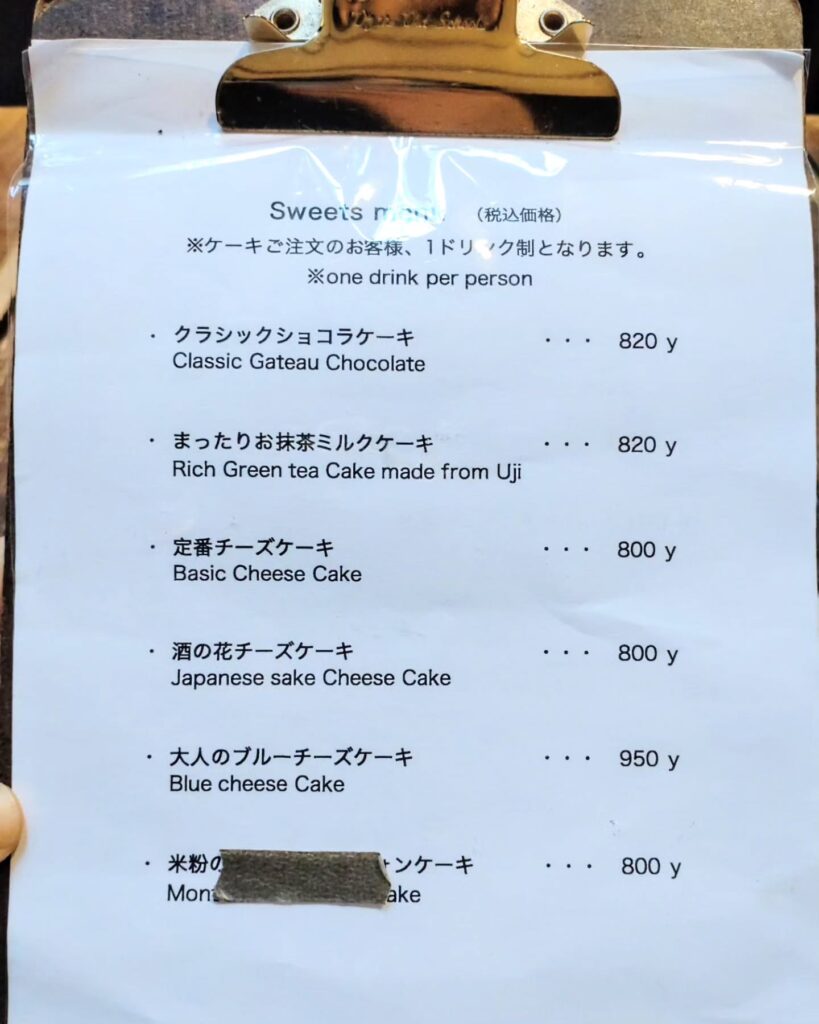 Sweets menu (税込価格)
※ケーキご注文のお客様、1ドリンク制となります。
※one drink per person
・ クラシックショコラケーキ ・・・ 820 y
Classic Gateau Chocolate
・ まったりお抹茶ミルクケーキ ・・・ 820 y
Rich Green tea Cake made from Uji
・ 定番チーズケーキ ・・・ 800 y
Basic Cheese Cake
・ 酒の花チーズケーキ ・・・ 800 y
Japanese sake Cheese Cake
・ 大人のブルーチーズケーキ ・・・ 950 y
Blue cheese Cake
・ 米粉の ォンケーキ ・・・ 800 y
Mon ake